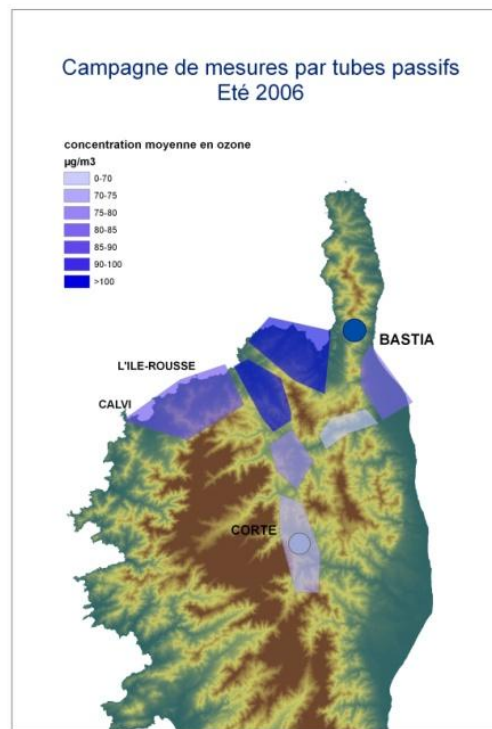 Campagne de mesures par tubes passifs
Eté 2006
concentration moyenne en ozone
µg/m3
0-70
70-75
75-80
80-85
85-90
90-100
>100
BASTIA
L'ILE-ROUSSE
CALVI
CORTE